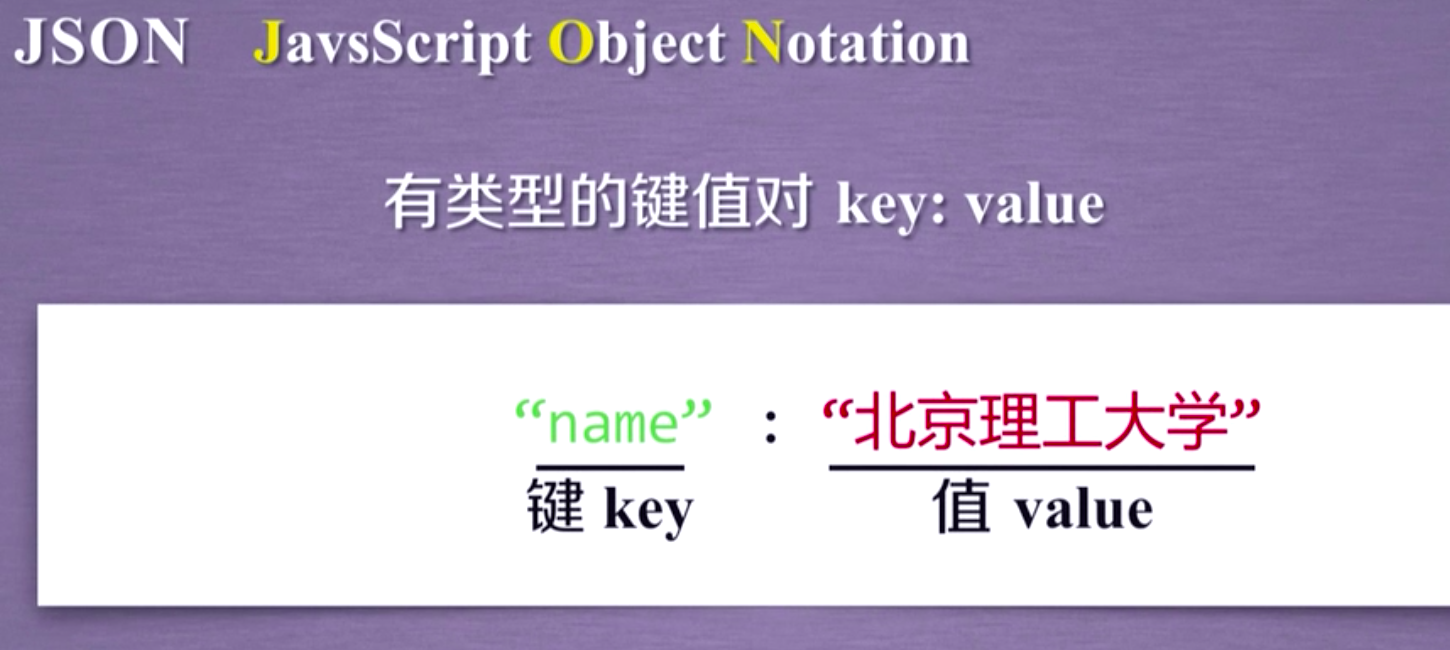 JSON JavsScript Object Notation
有类型的键值对 key: value
“name” : “北京理工大学”
键 key 值 value